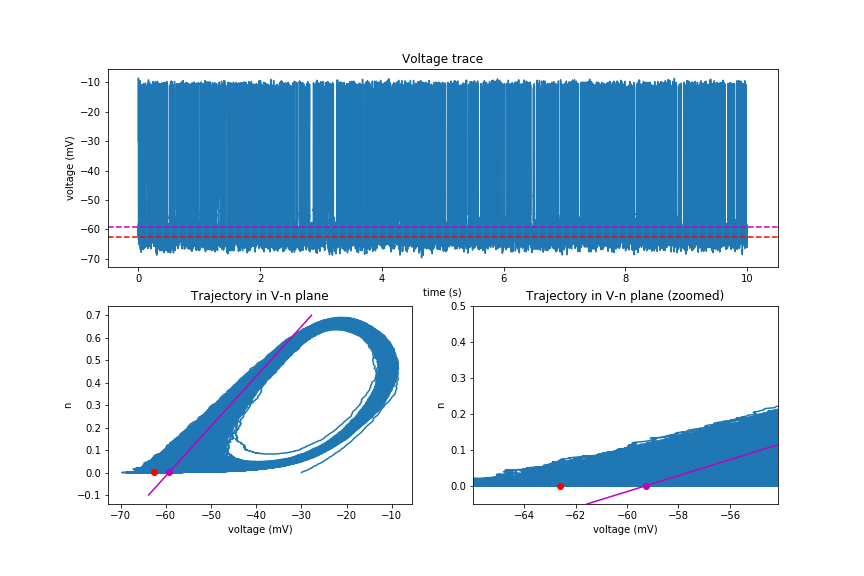 Voltage trace
voltage (mV)
−10
−20
−30
−40
−50
−60
−70
0 2 4 6 8 10
time (s)
Trajectory in V-n plane
n
0.7
0.6
0.5
0.4
0.3
0.2
0.1
0.0
−0.1
−70 −60 −50 −40 −30 −20 −10
voltage (mV)
Trajectory in V-n plane (zoomed)
n
0.5
0.4
0.3
0.2
0.1
0.0
−64 −62 −60 −58 −56
voltage (mV)